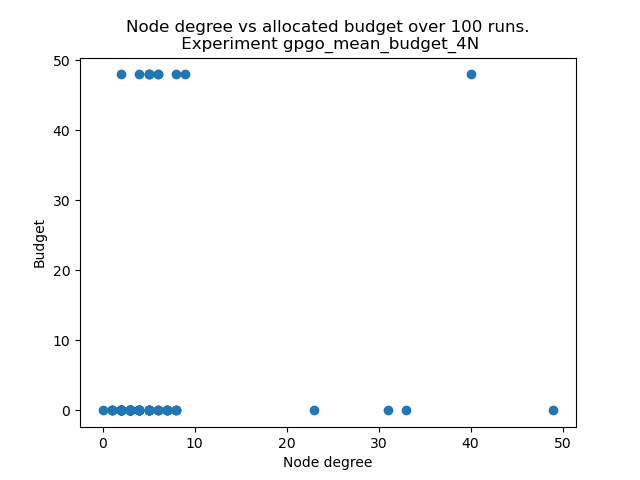 Node degree vs allocated budget over 100 runs.
Experiment gpgo_mean_budget_4N
50
40
30
20
10
0
Budget
0 10 20 30 40 50
Node degree